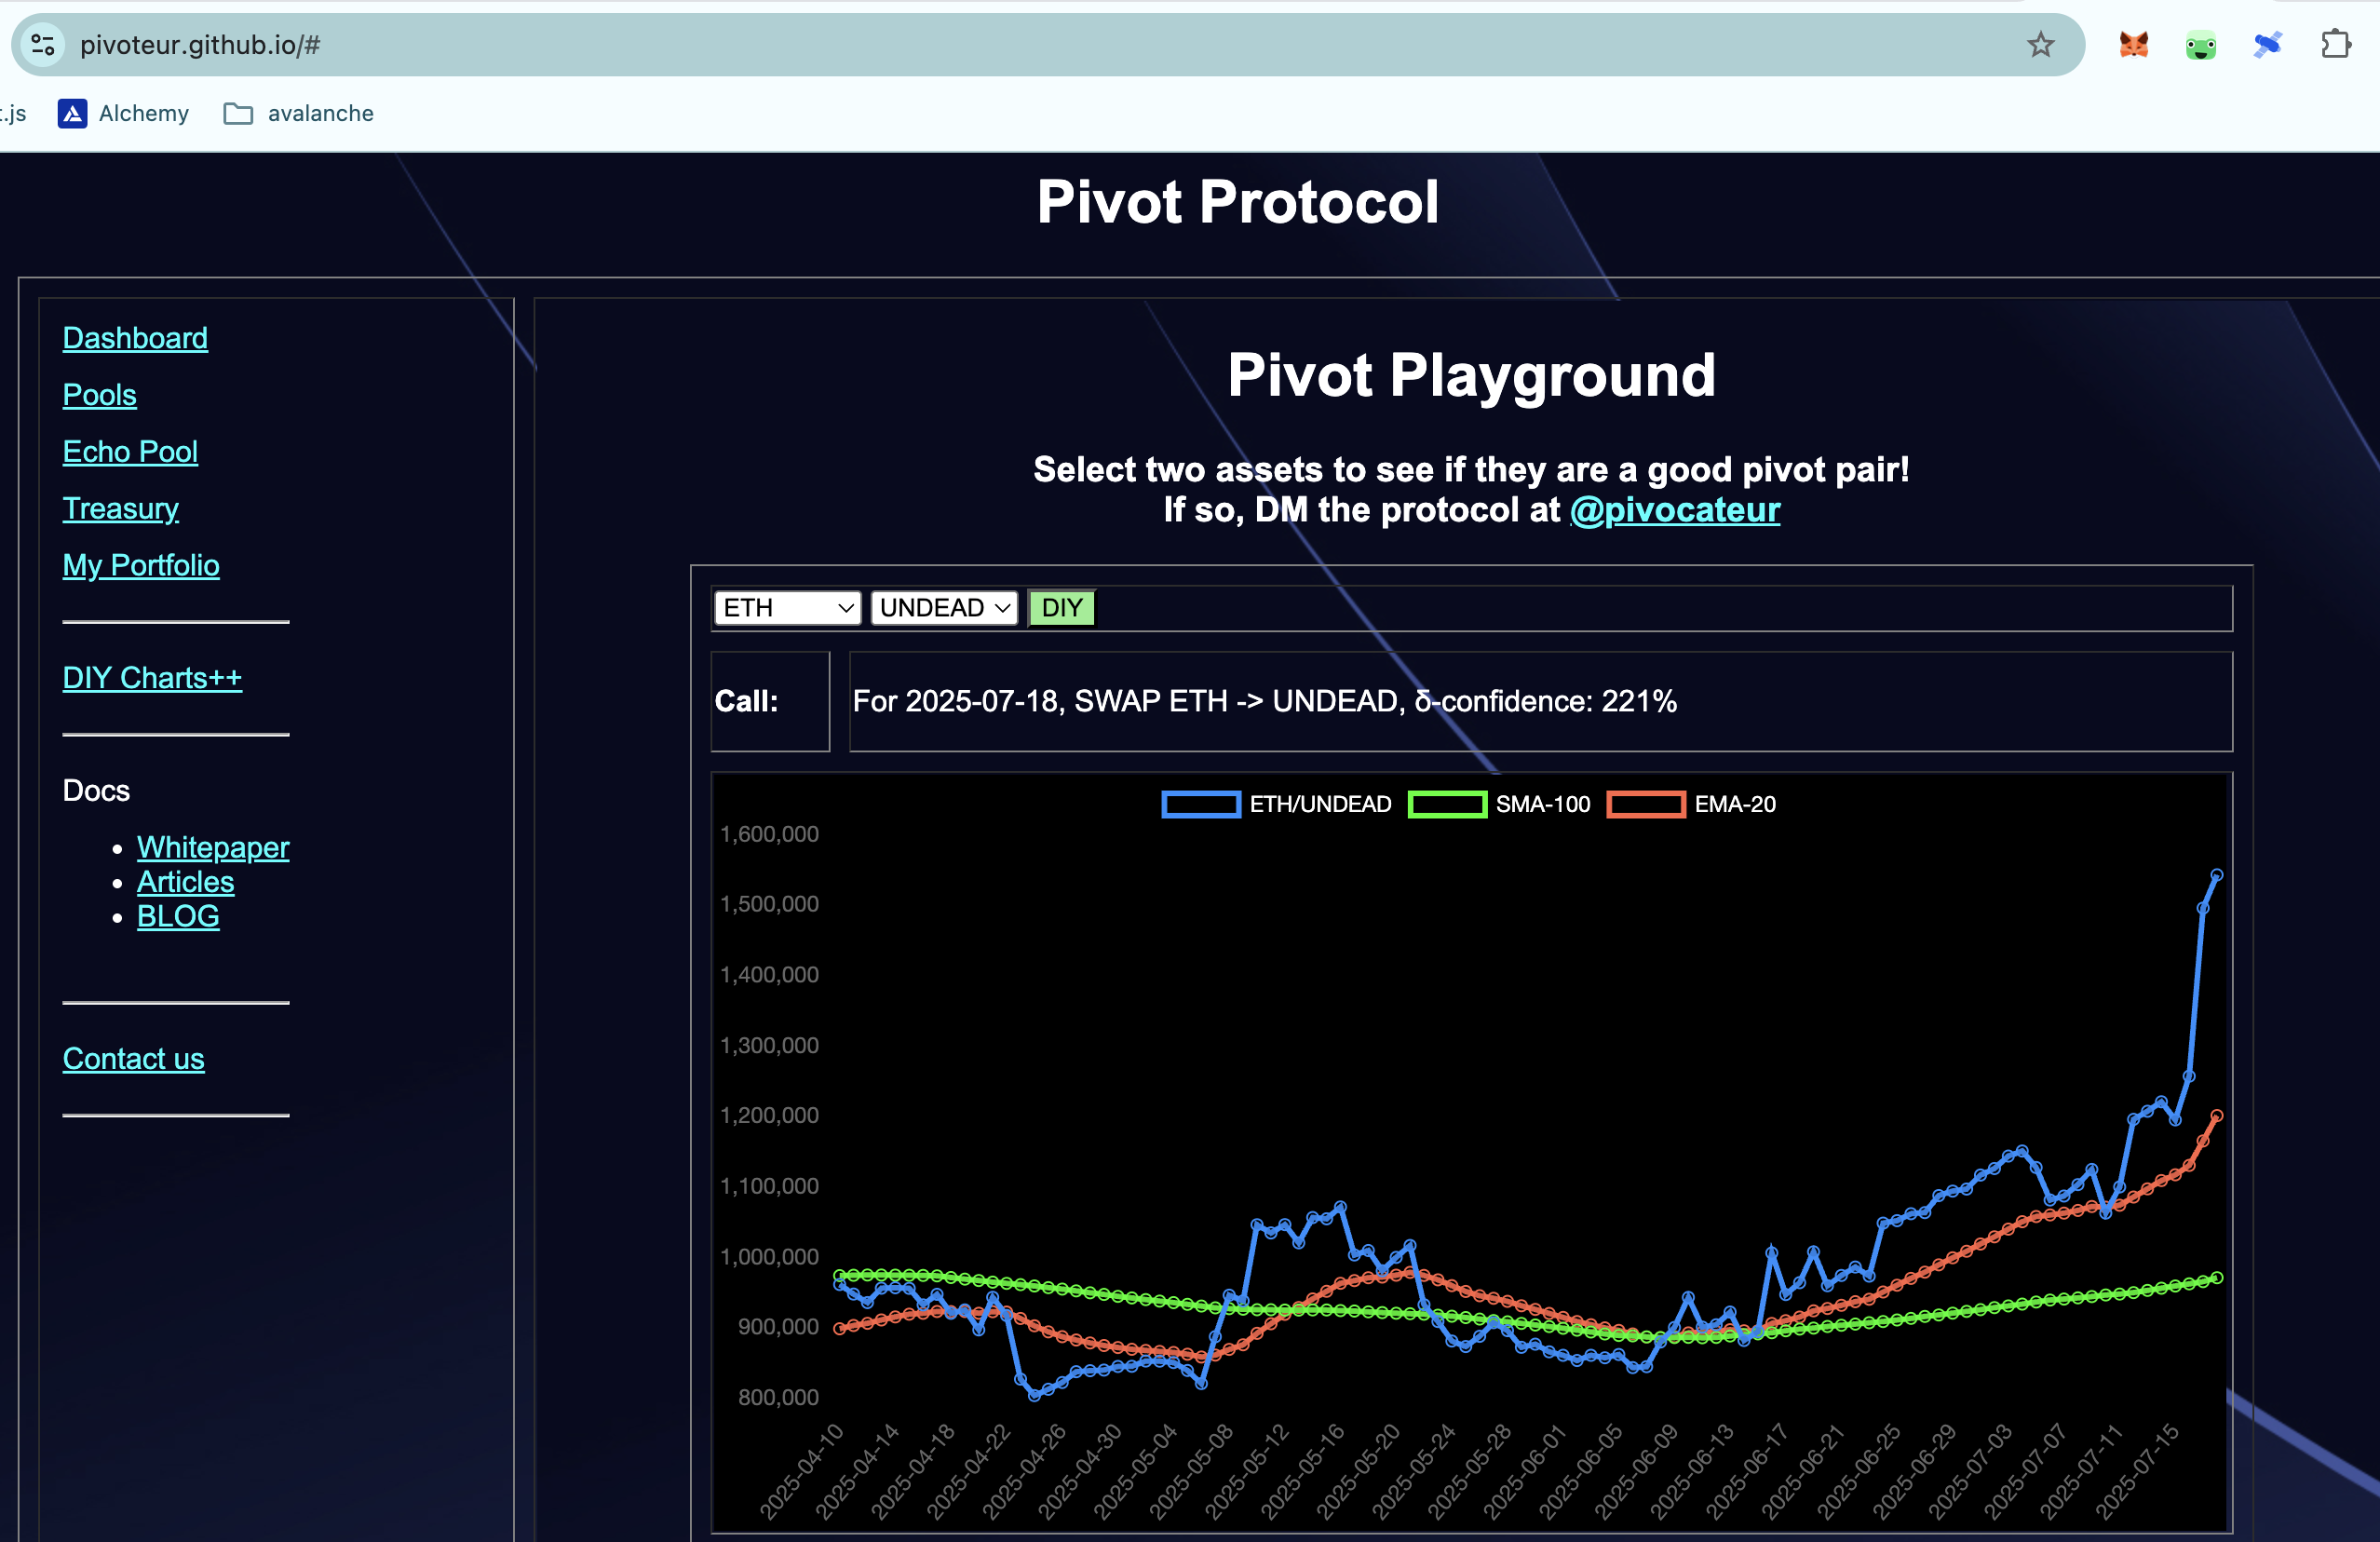 pivoteur.github.io/#
t.js Alchemy avalanche
Pivot Protocol
Dashboard
Pools
Echo Pool
Treasury
My Portfolio
DIY Charts++
Docs
Whitepaper
Articles
BLOG
Contact us
Pivot Playground
Select two assets to see if they are a good pivot pair!
If so, DM the protocol at @pivocateur
ETH UNDEAD DIY
Call: For 2025-07-18, SWAP ETH -> UNDEAD, δ-confidence: 221%
ETH/UNDEAD SMA-100 EMA-20
1,600,000
1,500,000
1,400,000
1,300,000
1,200,000
1,100,000
1,000,000
900,000
800,000
2025-04-10 2025-04-14 2025-04-18 2025-04-22 2025-04-26 2025-04-30 2025-05-04 2025-05-08 2025-05-12 2025-05-16 2025-05-20 2025-05-24 2025-05-28 2025-06-01 2025-06-05 2025-06-09 2025-06-13 2025-06-17 2025-06-21 2025-06-25 2025-06-29 2025-07-03 2025-07-07 2025-07-11 2025-07-15